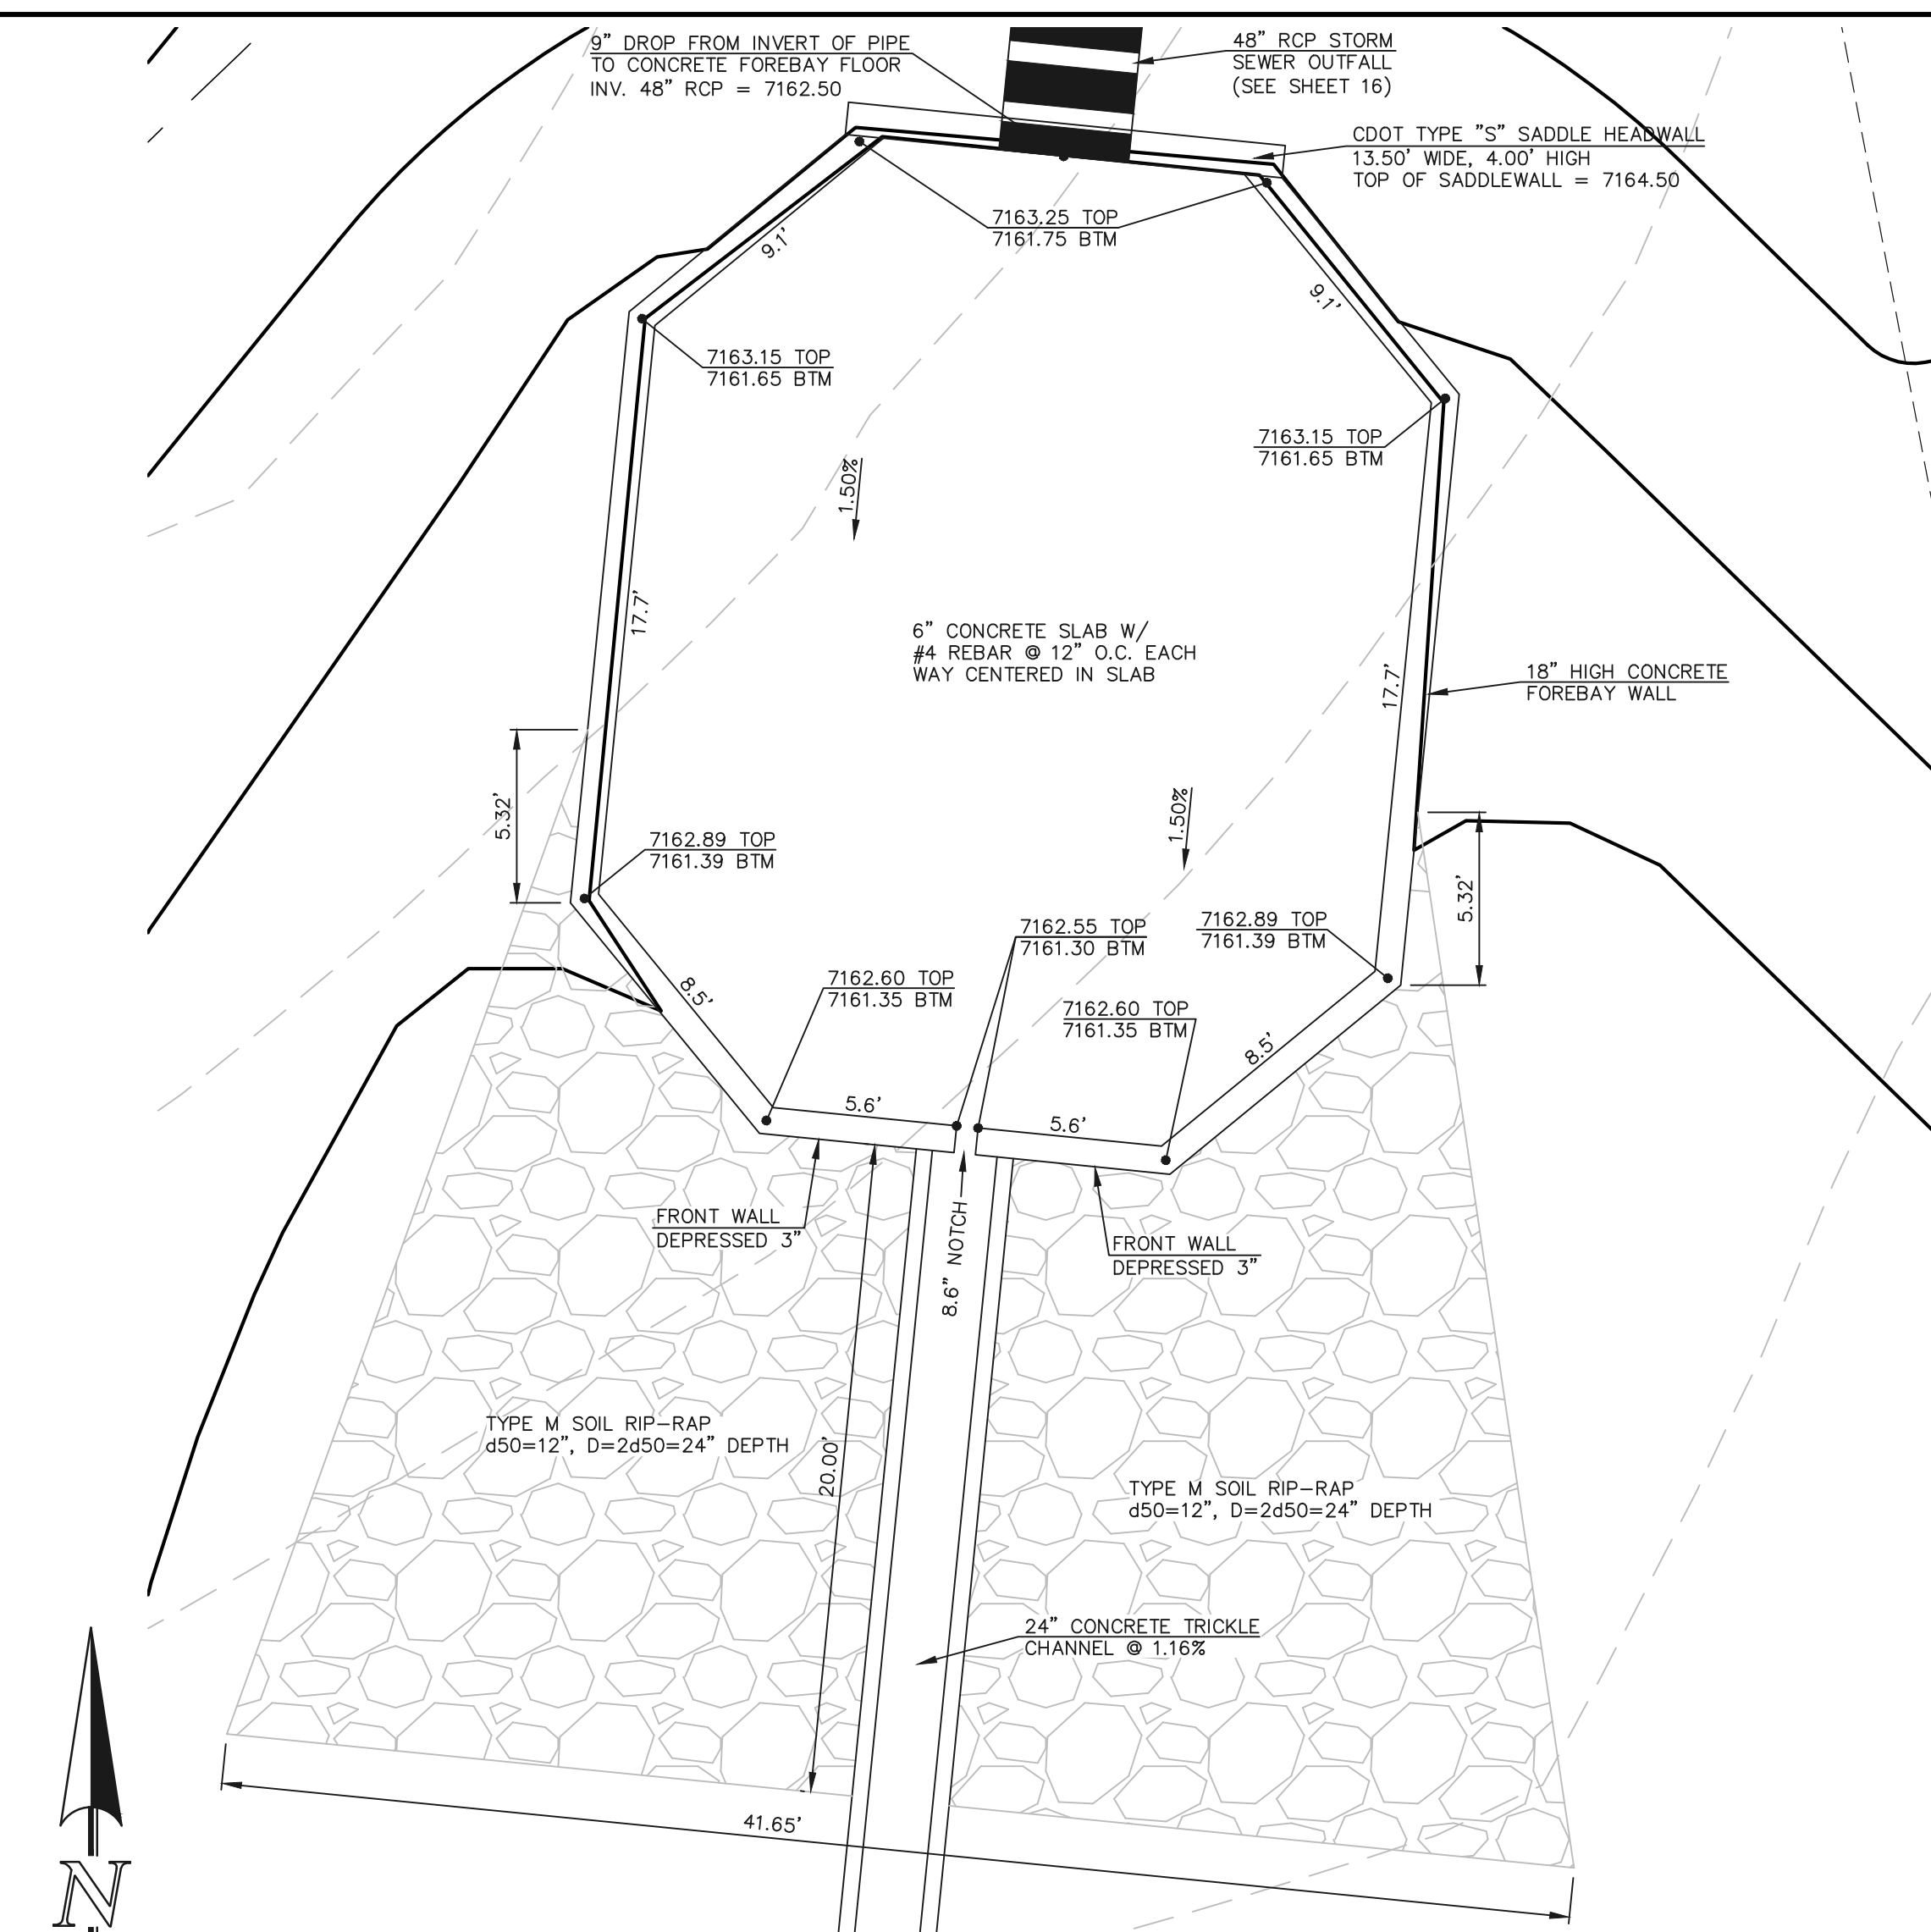 9" DROP FROM INVERT OF PIPE
TO CONCRETE FOREBAY FLOOR
INV. 48" RCP = 7162.50
48" RCP STORM
SEWER OUTFALL
(SEE SHEET 16)
CDOT TYPE "S" SADDLE HEADWALL
13.50' WIDE, 4.00' HIGH
TOP OF SADDLEWALL = 7164.50
7163.25 TOP
7161.75 BTM
9.1'
9.1'
7163.15 TOP
7161.65 BTM
7163.15 TOP
7161.65 BTM
1.50%
17.7'
6" CONCRETE SLAB W/
#4 REBAR @ 12" O.C. EACH
WAY CENTERED IN SLAB
17.7'
18" HIGH CONCRETE
FOREBAY WALL
5.32'
1.50%
7162.89 TOP
7161.39 BTM
5.32'
7162.55 TOP
7161.30 BTM
7162.89 TOP
7161.39 BTM
8.5'
7162.60 TOP
7161.35 BTM
7162.60 TOP
7161.35 BTM
8.5'
5.6'
5.6'
FRONT WALL
DEPRESSED 3"
8.6" NOTCH
FRONT WALL
DEPRESSED 3"
TYPE M SOIL RIP-RAP
d50=12", D=2d50=24" DEPTH
20.00'
TYPE M SOIL RIP-RAP
d50=12", D=2d50=24" DEPTH
24" CONCRETE TRICKLE
CHANNEL @ 1.16%
41.65'
N